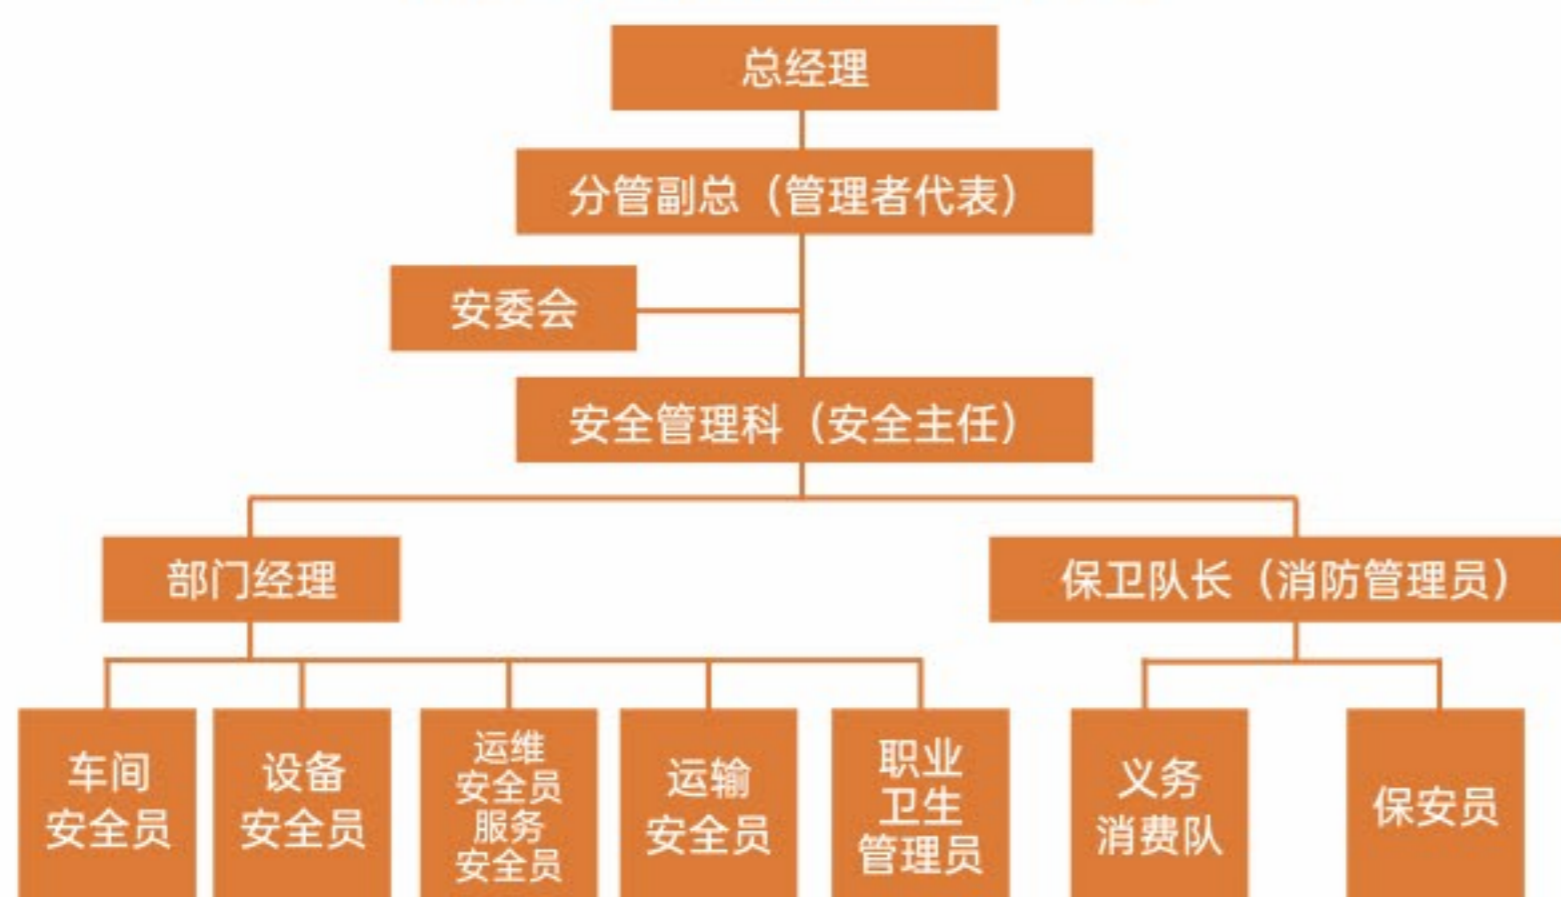 总经理
分管副总（管理者代表）
安委会
安全管理科（安全主任）
部门经理
保卫队长（消防管理员）
车间
安全员
设备
安全员
运维
安全员
服务
安全员
运输
安全员
职业
卫生
管理员
义务
消费队
保安员